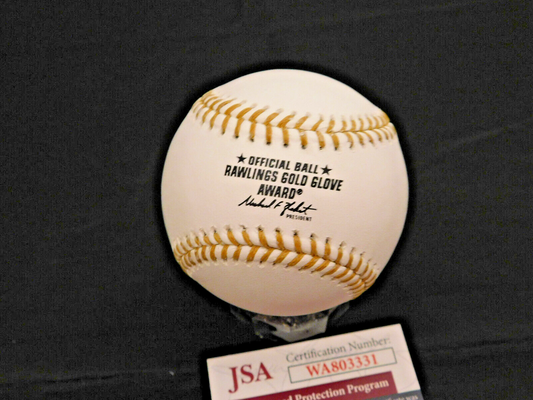 ★ OFFICIAL BALL ★
RAWLINGS GOLD GLOVE
AWARD®
PRESIDENT
JSA
Certification Number:
WA803331
Protection Program